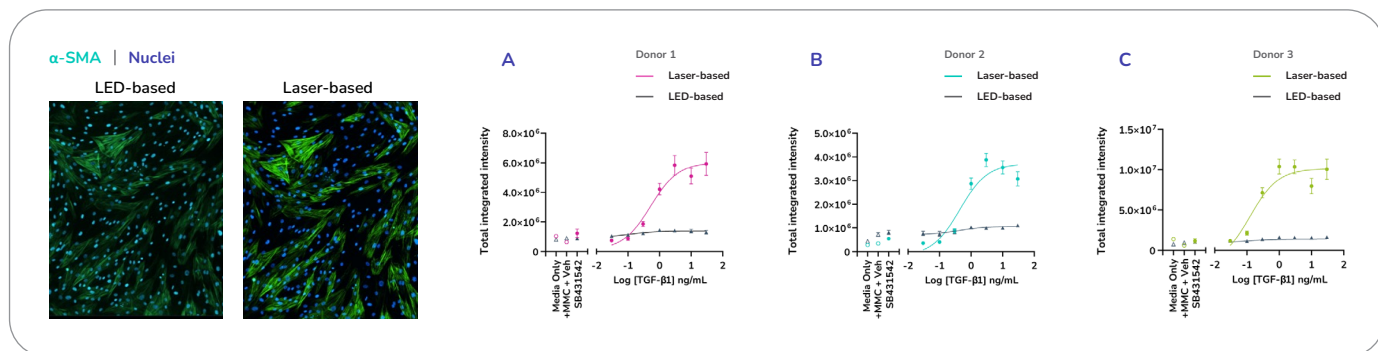 α-SMA | Nuclei
LED-based
Laser-based
A
Donor 1
Laser-based
LED-based
Total integrated intensity
8.0×10⁶
6.0×10⁶
4.0×10⁶
2.0×10⁶
0
Media Only
+MMC + Veh
SB431542
-2
-1
0
1
2
Log [TGF-β1] ng/mL
B
Donor 2
Laser-based
LED-based
Total integrated intensity
5.0×10⁶
4.0×10⁶
3.0×10⁶
2.0×10⁶
1.0×10⁶
0
Media Only
+MMC + Veh
SB431542
-2
-1
0
1
2
Log [TGF-β1] ng/mL
C
Donor 3
Laser-based
LED-based
Total integrated intensity
1.5×10⁷
1.0×10⁷
5.0×10⁶
0
Media Only
+MMC + Veh
SB431542
-2
-1
0
1
2
Log [TGF-β1] ng/mL